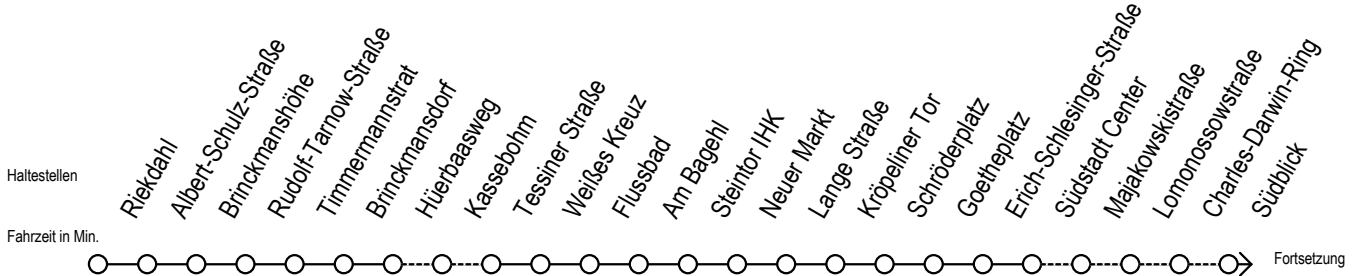 Haltestellen
Riekdahl
Albert-Schulz-Straße
Brinckmanshöhe
Rudolf-Tarnow-Straße
Timmermannstrat
Brinckmansdorf
Hüerbaasweg
Kassebohm
Tessiner Straße
Weißes Kreuz
Flussbad
Am Bagehl
Steintor IHK
Neuer Markt
Lange Straße
Kröpeliner Tor
Schröderplatz
Goetheplatz
Erich-Schlesinger-Straße
Südstadt Center
Majakowskistraße
Lomonossowstraße
Charles-Darwin-Ring
Südblick
Fahrzeit in Min.
Fortsetzung